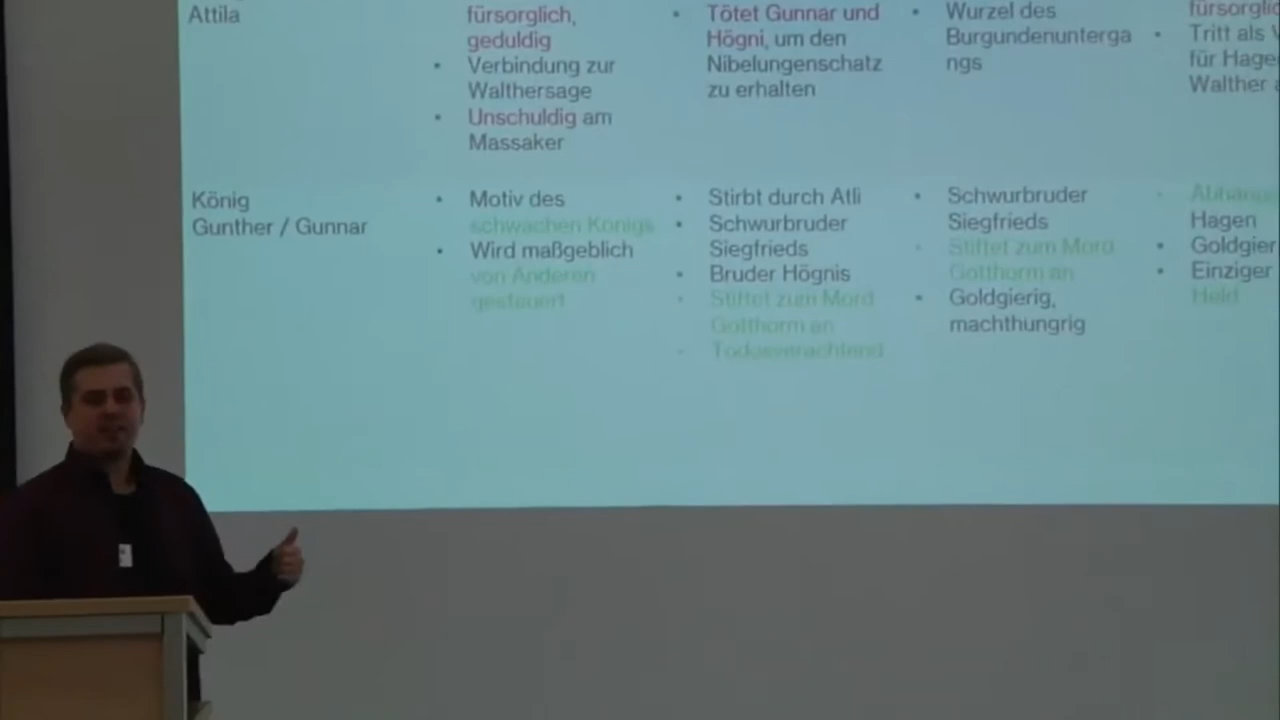 Attila
fürsorglich,
geduldig
• Verbindung zur
Walthersage
• Unschuldig am
Massaker
• Tötet Gunnar und
Högni, um den
Nibelungenschatz
zu erhalten
• Wurzel des
Burgundenunterga
ngs
• Tritt als
für Hage
Walther
König
Gunther / Gunnar
• Motiv des
schwachen Königs
• Wird maßgeblich
von Anderen
gesteuert
• Stirbt durch Atli
• Schwurbruder
Siegfrieds
• Bruder Högnis
• Stiftet zum Mord
Gotthorm an
• Todesverachtend
• Schwurbruder
Siegfrieds
• Stiftet zum Mord
Gotthorm an
• Goldgierig,
machthungrig
Hagen
• Goldgier
• Einziger
Held